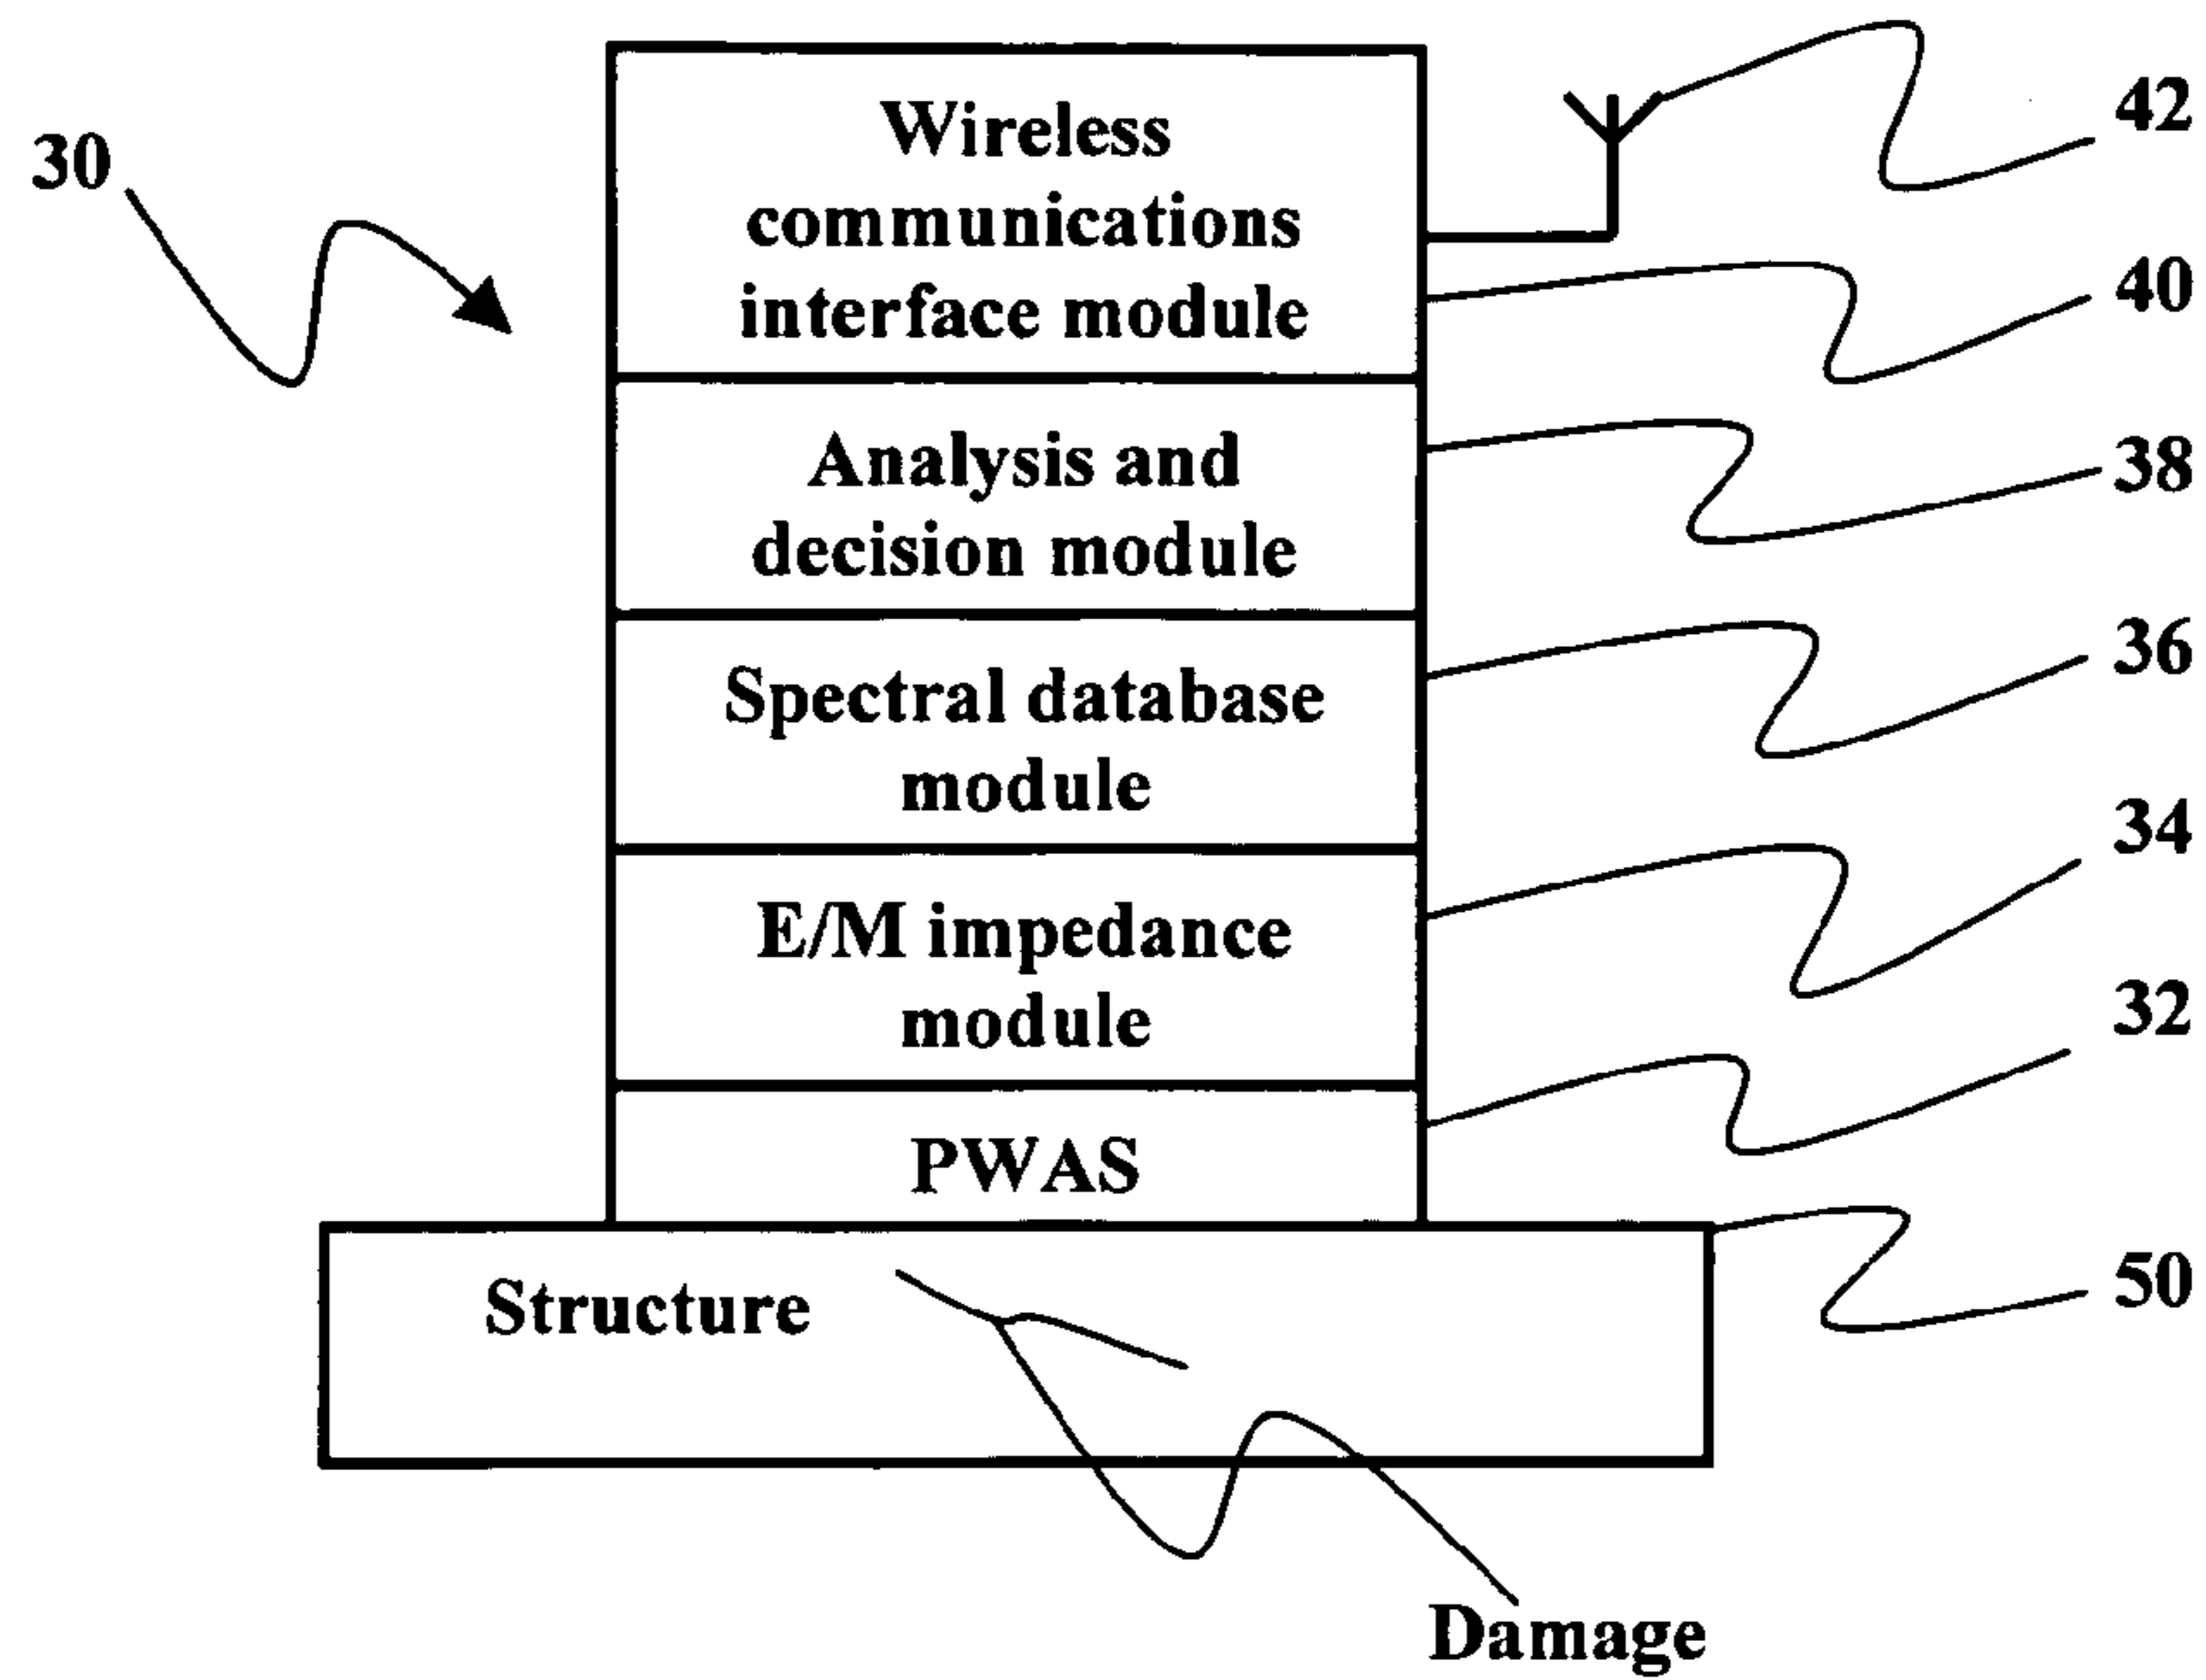 30
Wireless
communications
interface module
42
40
Analysis and
decision module
38
Spectral database
module
36
E/M impedance
module
34
PWAS
32
Structure
50
Damage